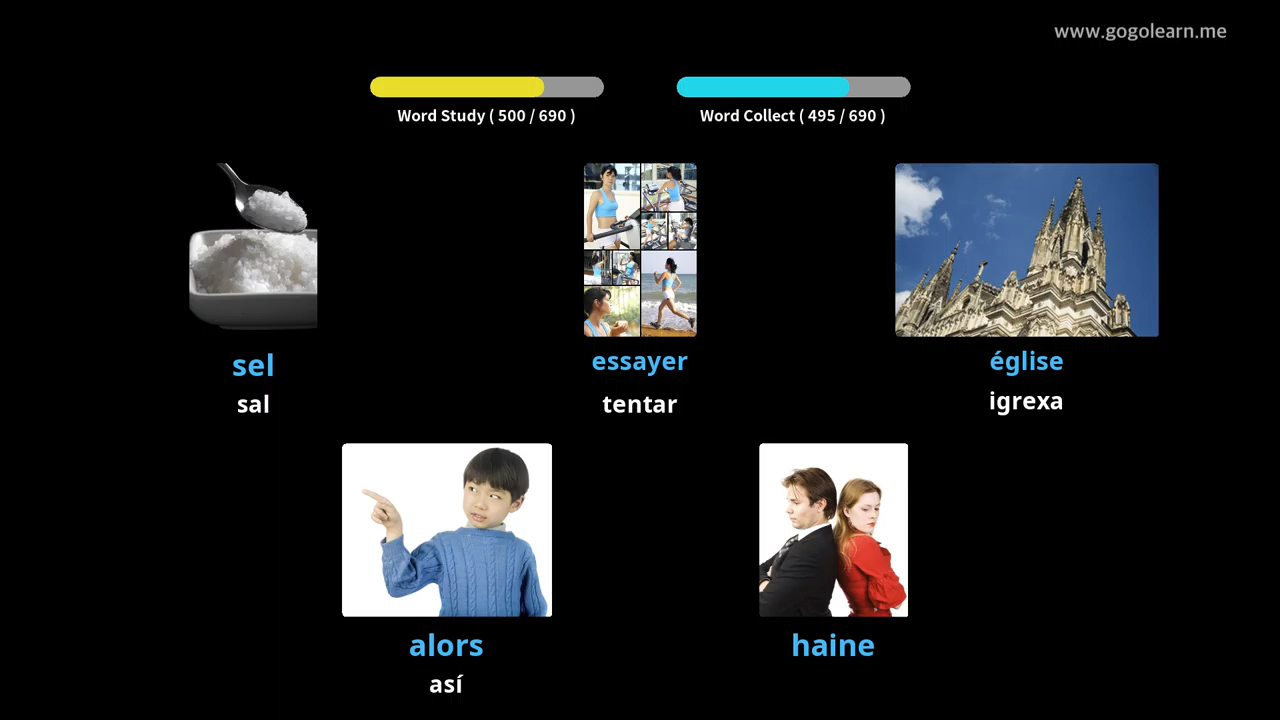 www.gogolearn.me
Word Study ( 500 / 690 )
Word Collect ( 495 / 690 )
sel
sal
essayer
tentar
église
igrexa
alors
así
haine